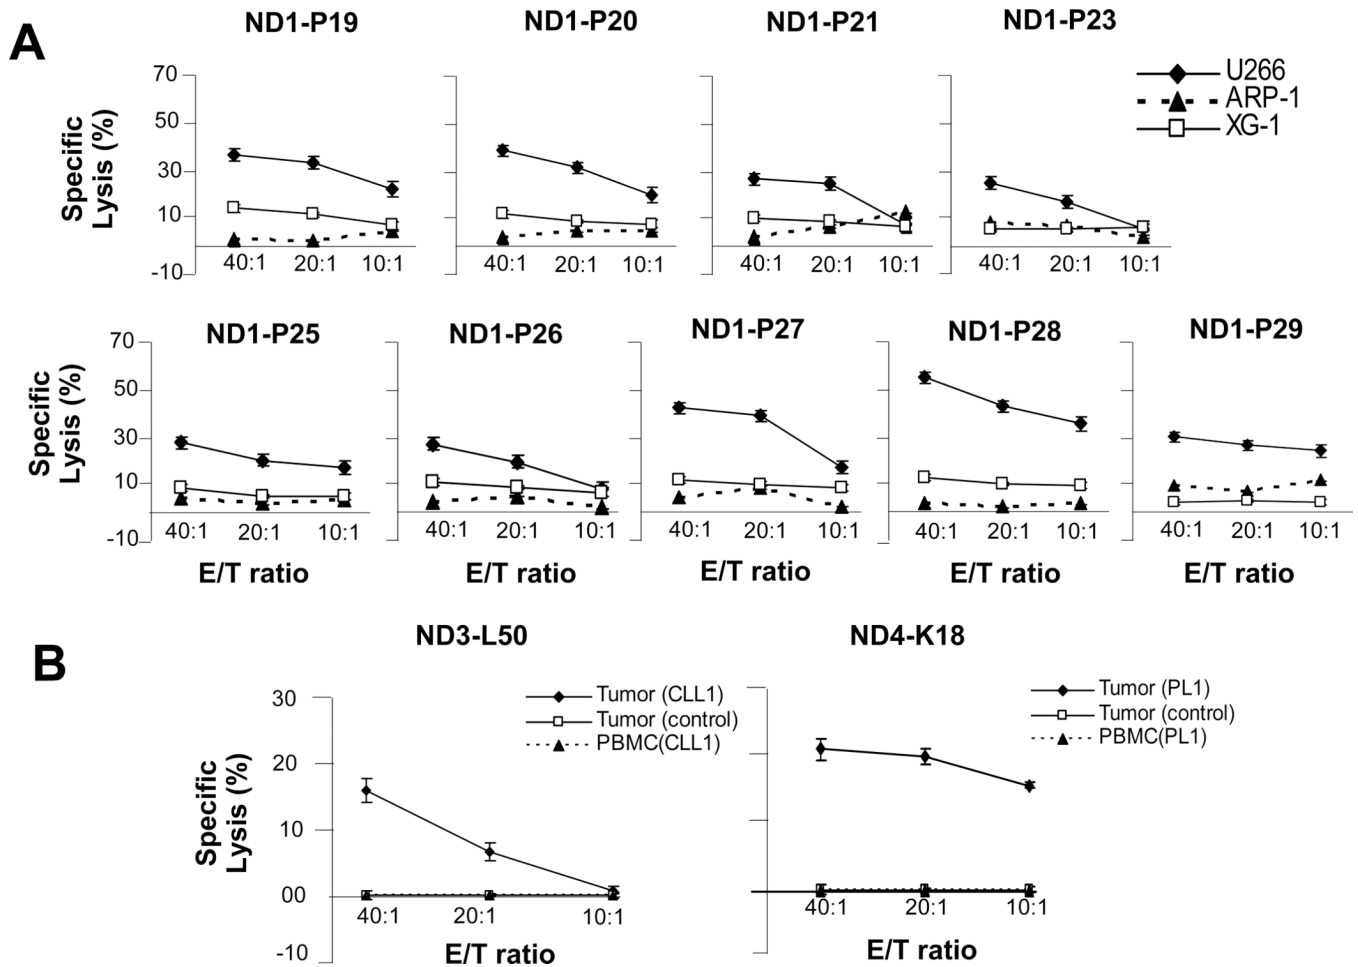 A
ND1-P19
ND1-P20
ND1-P21
ND1-P23
U266
ARP-1
XG-1
Specific
Lysis (%)
70
50
30
10
-10
40:1 20:1 10:1
40:1 20:1 10:1
40:1 20:1 10:1
40:1 20:1 10:1
ND1-P25
ND1-P26
ND1-P27
ND1-P28
ND1-P29
Specific
Lysis (%)
70
50
30
10
-10
40:1 20:1 10:1
40:1 20:1 10:1
40:1 20:1 10:1
40:1 20:1 10:1
40:1 20:1 10:1
E/T ratio
E/T ratio
E/T ratio
E/T ratio
E/T ratio
B
ND3-L50
Tumor (CLL1)
Tumor (control)
PBMC(CLL1)
Specific
Lysis (%)
30
20
10
00
-10
40:1 20:1 10:1
E/T ratio
ND4-K18
Tumor (PL1)
Tumor (control)
PBMC(PL1)
40:1 20:1 10:1
E/T ratio